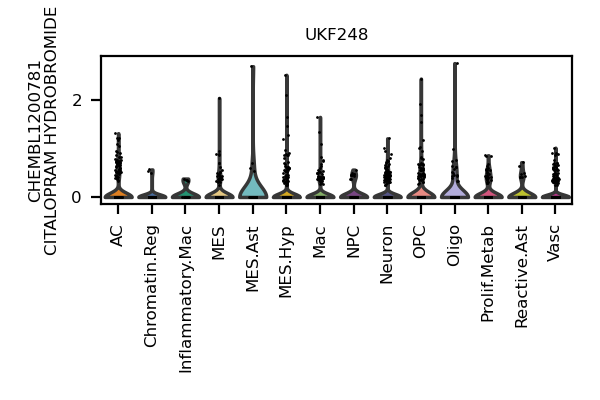 UKF248
CHEMBL1200781
CITALOPRAM HYDROBROMIDE
2
0
AC
Chromatin.Reg
Inflammatory.Mac
MES
MES.Ast
MES.Hyp
Mac
NPC
Neuron
OPC
Oligo
Prolif.Metab
Reactive.Ast
Vasc